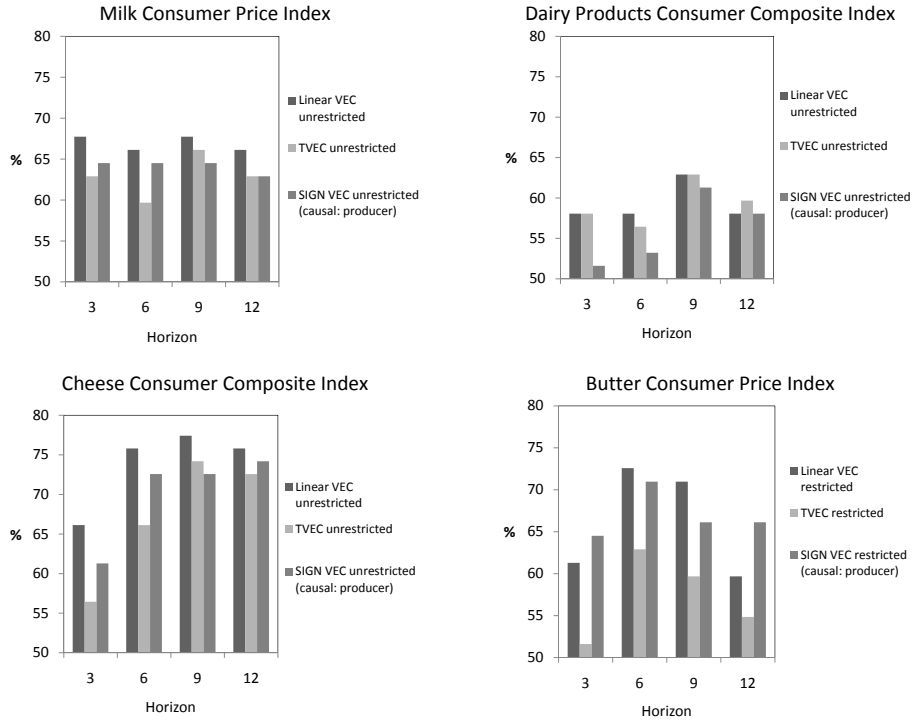 Milk Consumer Price Index
80
75
70
65
60
55
50
%
3 6 9 12
Horizon
Linear VEC
unrestricted
TVEC unrestricted
SIGN VEC unrestricted
(causal: producer)
Dairy Products Consumer Composite Index
80
75
70
65
60
55
50
%
3 6 9 12
Horizon
Linear VEC
unrestricted
TVEC unrestricted
SIGN VEC unrestricted
(causal: producer)
Cheese Consumer Composite Index
80
75
70
65
60
55
50
%
3 6 9 12
Horizon
Linear VEC
unrestricted
TVEC unrestricted
SIGN VEC unrestricted
(causal: producer)
Butter Consumer Price Index
80
75
70
65
60
55
50
%
3 6 9 12
Horizon
Linear VEC
restricted
TVEC restricted
SIGN VEC restricted
(causal: producer)